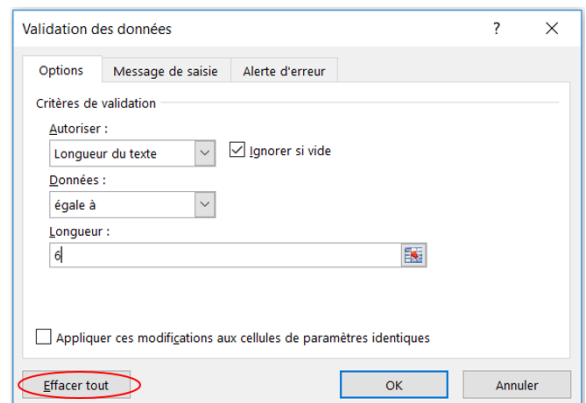 Validation des données ? ×
Options Message de saisie Alerte d'erreur
Critères de validation
Autoriser :
Longueur du texte Ignorer si vide
Données :
égale à
Longueur :
6
Appliquer ces modifications aux cellules de paramètres identiques
Effacer tout OK Annuler